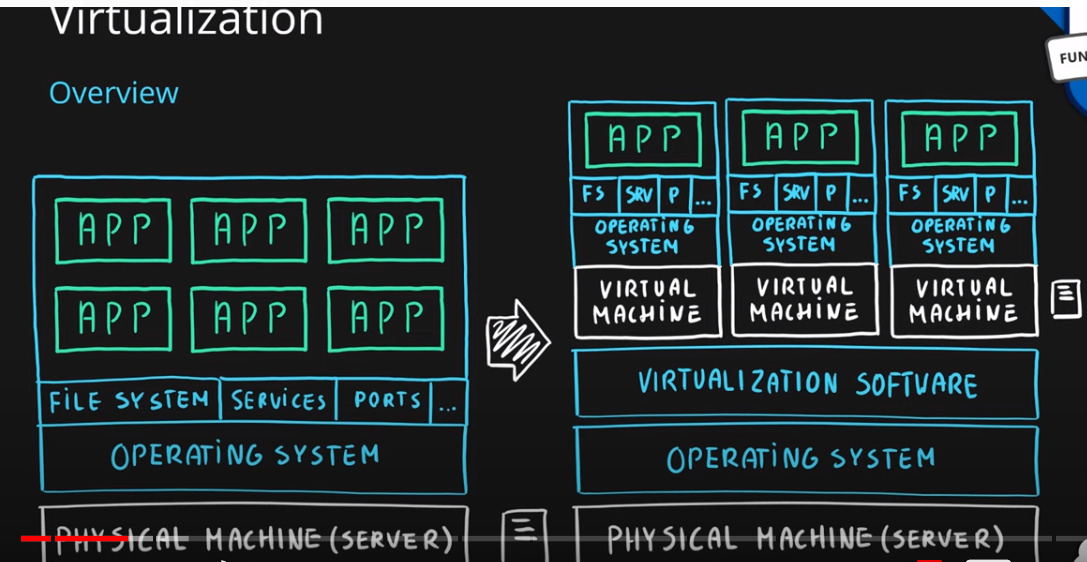 Virtualization
FUN
Overview
APP APP APP
APP APP APP
FILE SYSTEM SERVICES PORTS ...
OPERATING SYSTEM
PHYSICAL MACHINE (SERVER)
APP APP APP
FS SRV P ... FS SRV P ... FS SRV P ...
OPERATING OPERATING OPERATING
SYSTEM SYSTEM SYSTEM
VIRTUAL VIRTUAL VIRTUAL
MACHINE MACHINE MACHINE
VIRTUALIZATION SOFTWARE
OPERATING SYSTEM
PHYSICAL MACHINE (SERVER)